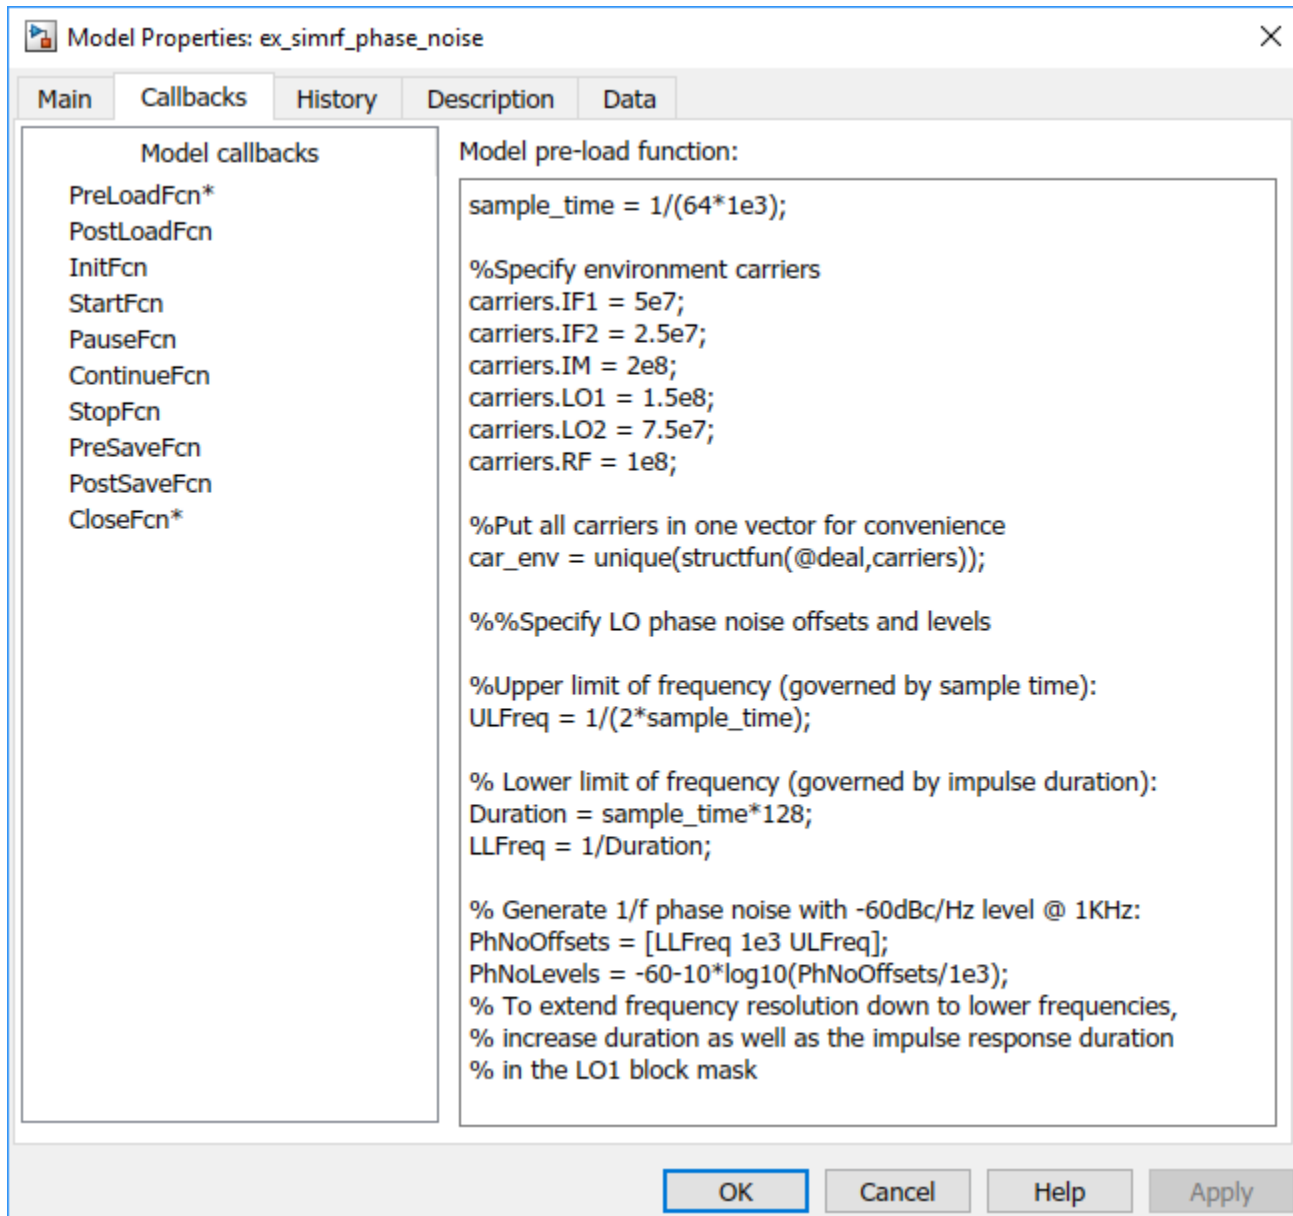 Model Properties: ex_simrf_phase_noise
Main Callbacks History Description Data
Model callbacks
PreLoadFcn*
PostLoadFcn
InitFcn
StartFcn
PauseFcn
ContinueFcn
StopFcn
PreSaveFcn
PostSaveFcn
CloseFcn*
Model pre-load function:
sample_time = 1/(64*1e3);
%Specify environment carriers
carriers.IF1 = 5e7;
carriers.IF2 = 2.5e7;
carriers.IM = 2e8;
carriers.LO1 = 1.5e8;
carriers.LO2 = 7.5e7;
carriers.RF = 1e8;
%Put all carriers in one vector for convenience
car_env = unique(structfun(@deal,carriers));
%%Specify LO phase noise offsets and levels
%Upper limit of frequency (governed by sample time):
ULFreq = 1/(2*sample_time);
% Lower limit of frequency (governed by impulse duration):
Duration = sample_time*128;
LLFreq = 1/Duration;
% Generate 1/f phase noise with -60dBc/Hz level @ 1KHz:
PhNoOffsets = [LLFreq 1e3 ULFreq];
PhNoLevels = -60-10*log10(PhNoOffsets/1e3);
% To extend frequency resolution down to lower frequencies,
% increase duration as well as the impulse response duration
% in the LO1 block mask
OK Cancel Help Apply